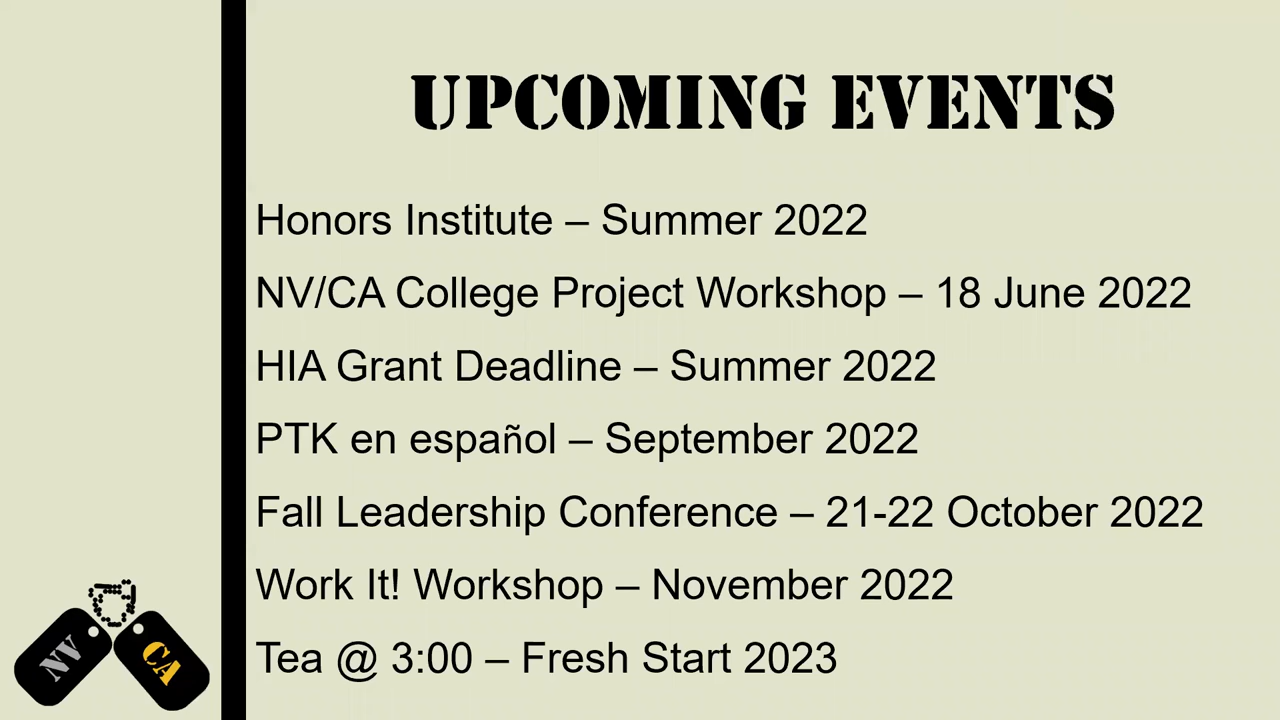 UPCOMING EVENTS
Honors Institute – Summer 2022
NV/CA College Project Workshop – 18 June 2022
HIA Grant Deadline – Summer 2022
PTK en español – September 2022
Fall Leadership Conference – 21-22 October 2022
Work It! Workshop – November 2022
Tea @ 3:00 – Fresh Start 2023
NV
CA